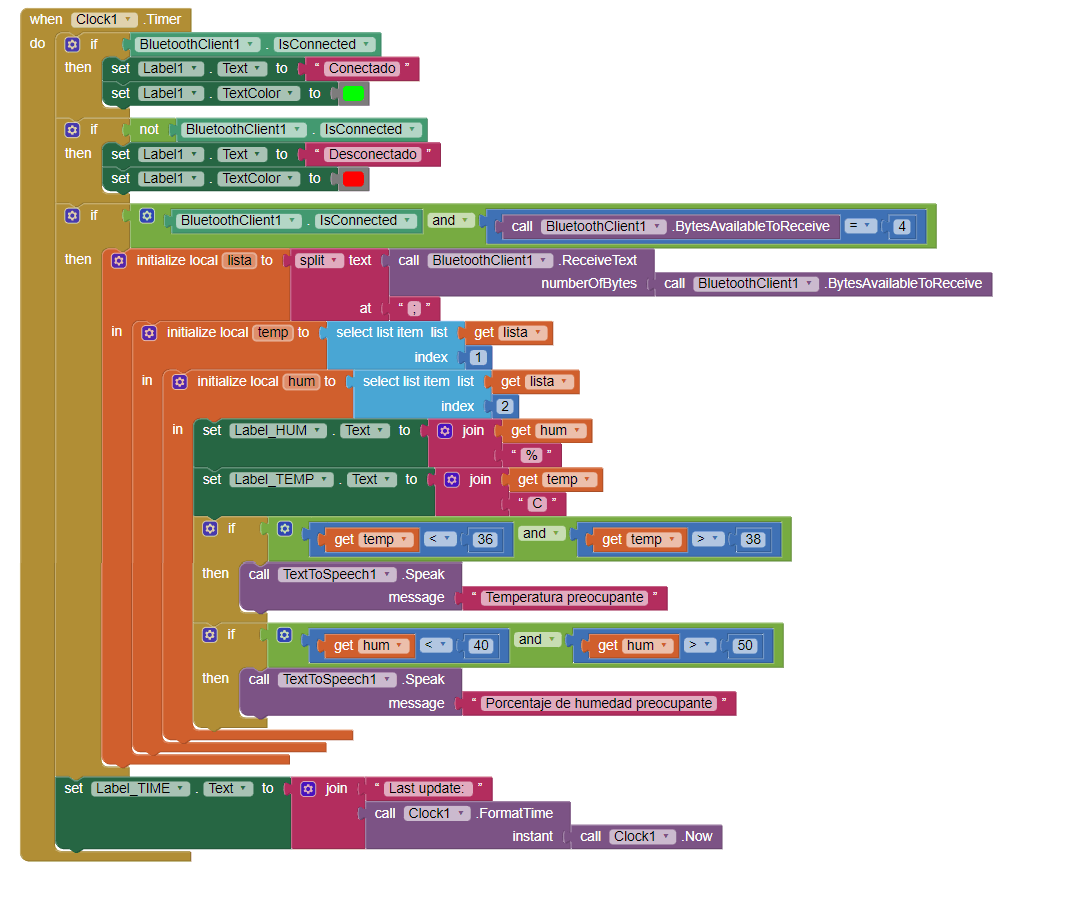 when Clock1 .Timer
do if BluetoothClient1 . IsConnected
then set Label1 . Text to " Conectado "
set Label1 . TextColor to
if not BluetoothClient1 . IsConnected
then set Label1 . Text to " Desconectado "
set Label1 . TextColor to
if BluetoothClient1 . IsConnected and call BluetoothClient1 .BytesAvailableToReceive = 4
then initialize local lista to split text call BluetoothClient1 .ReceiveText
numberOfBytes call BluetoothClient1 .BytesAvailableToReceive
at " ; "
in initialize local temp to select list item list get lista
index 1
in initialize local hum to select list item list get lista
index 2
in set Label_HUM . Text to join get hum
" % "
set Label_TEMP . Text to join get temp
" C "
if get temp < 36 and get temp > 38
then call TextToSpeech1 .Speak
message " Temperatura preocupante "
if get hum < 40 and get hum > 50
then call TextToSpeech1 .Speak
message " Porcentaje de humedad preocupante "
set Label_TIME . Text to join " Last update: "
call Clock1 .FormatTime
instant call Clock1 .Now